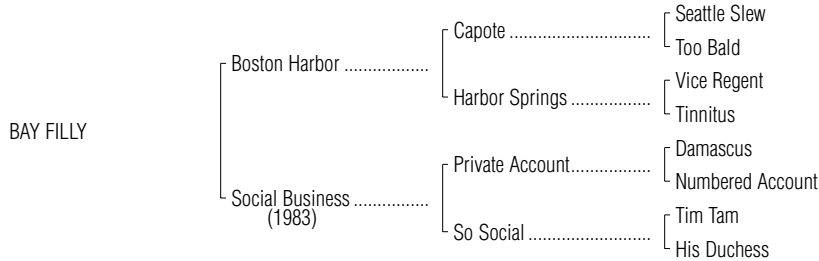 Seattle Slew
Capote ..............................
Too Bald
Boston Harbor ..................
Vice Regent
Harbor Springs .................
Tinnitus
BAY FILLY
Damascus
Private Account.................
Numbered Account
Social Business ................
(1983)
Tim Tam
So Social ..........................
His Duchess